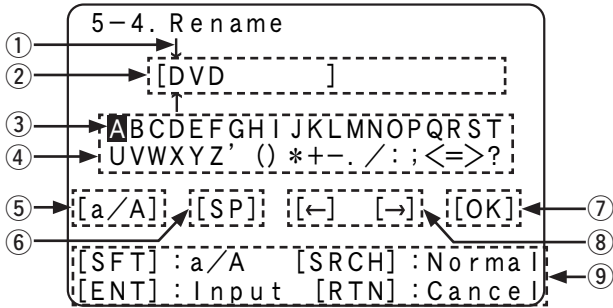 5-4. Rename
①
② [DVD ]
③ ABCDEFGHIJKLMNOPQRST
④ UVWXYZ' ()*+-./:;<=>?
⑤ [a/A] [SP] [←] [→] [OK] ⑦
⑥ ⑧
[SFT] :a/A [SRCH] :Normal
[ENT] :Input [RTN] :Cancel ⑨